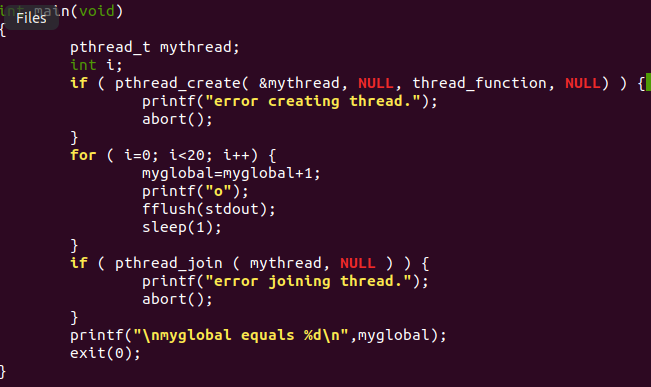 int main(void)
Files
{
        pthread_t mythread;
        int i;
        if ( pthread_create( &mythread, NULL, thread_function, NULL) ) {
                printf("error creating thread.");
                abort();
        }
        for ( i=0; i<20; i++) {
                myglobal=myglobal+1;
                printf("o");
                fflush(stdout);
                sleep(1);
        }
        if ( pthread_join ( mythread, NULL ) ) {
                printf("error joining thread.");
                abort();
        }
        printf("\nmyglobal equals %d\n",myglobal);
        exit(0);
}